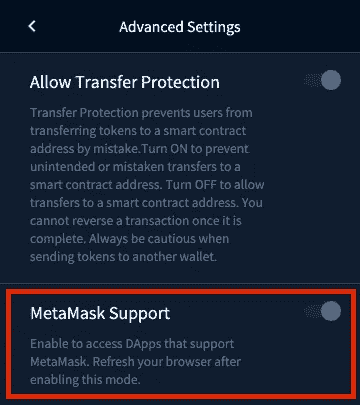 Advanced Settings
Allow Transfer Protection
Transfer Protection prevents users from
transferring tokens to a smart contract
address by mistake.Turn ON to prevent
unintended or mistaken transfers to a
smart contract address. Turn OFF to allow
transfers to a smart contract address. You
cannot reverse a transaction once it is
complete. Always be cautious when
sending tokens to another wallet.
MetaMask Support
Enable to access DApps that support
MetaMask. Refresh your browser after
enabling this mode.